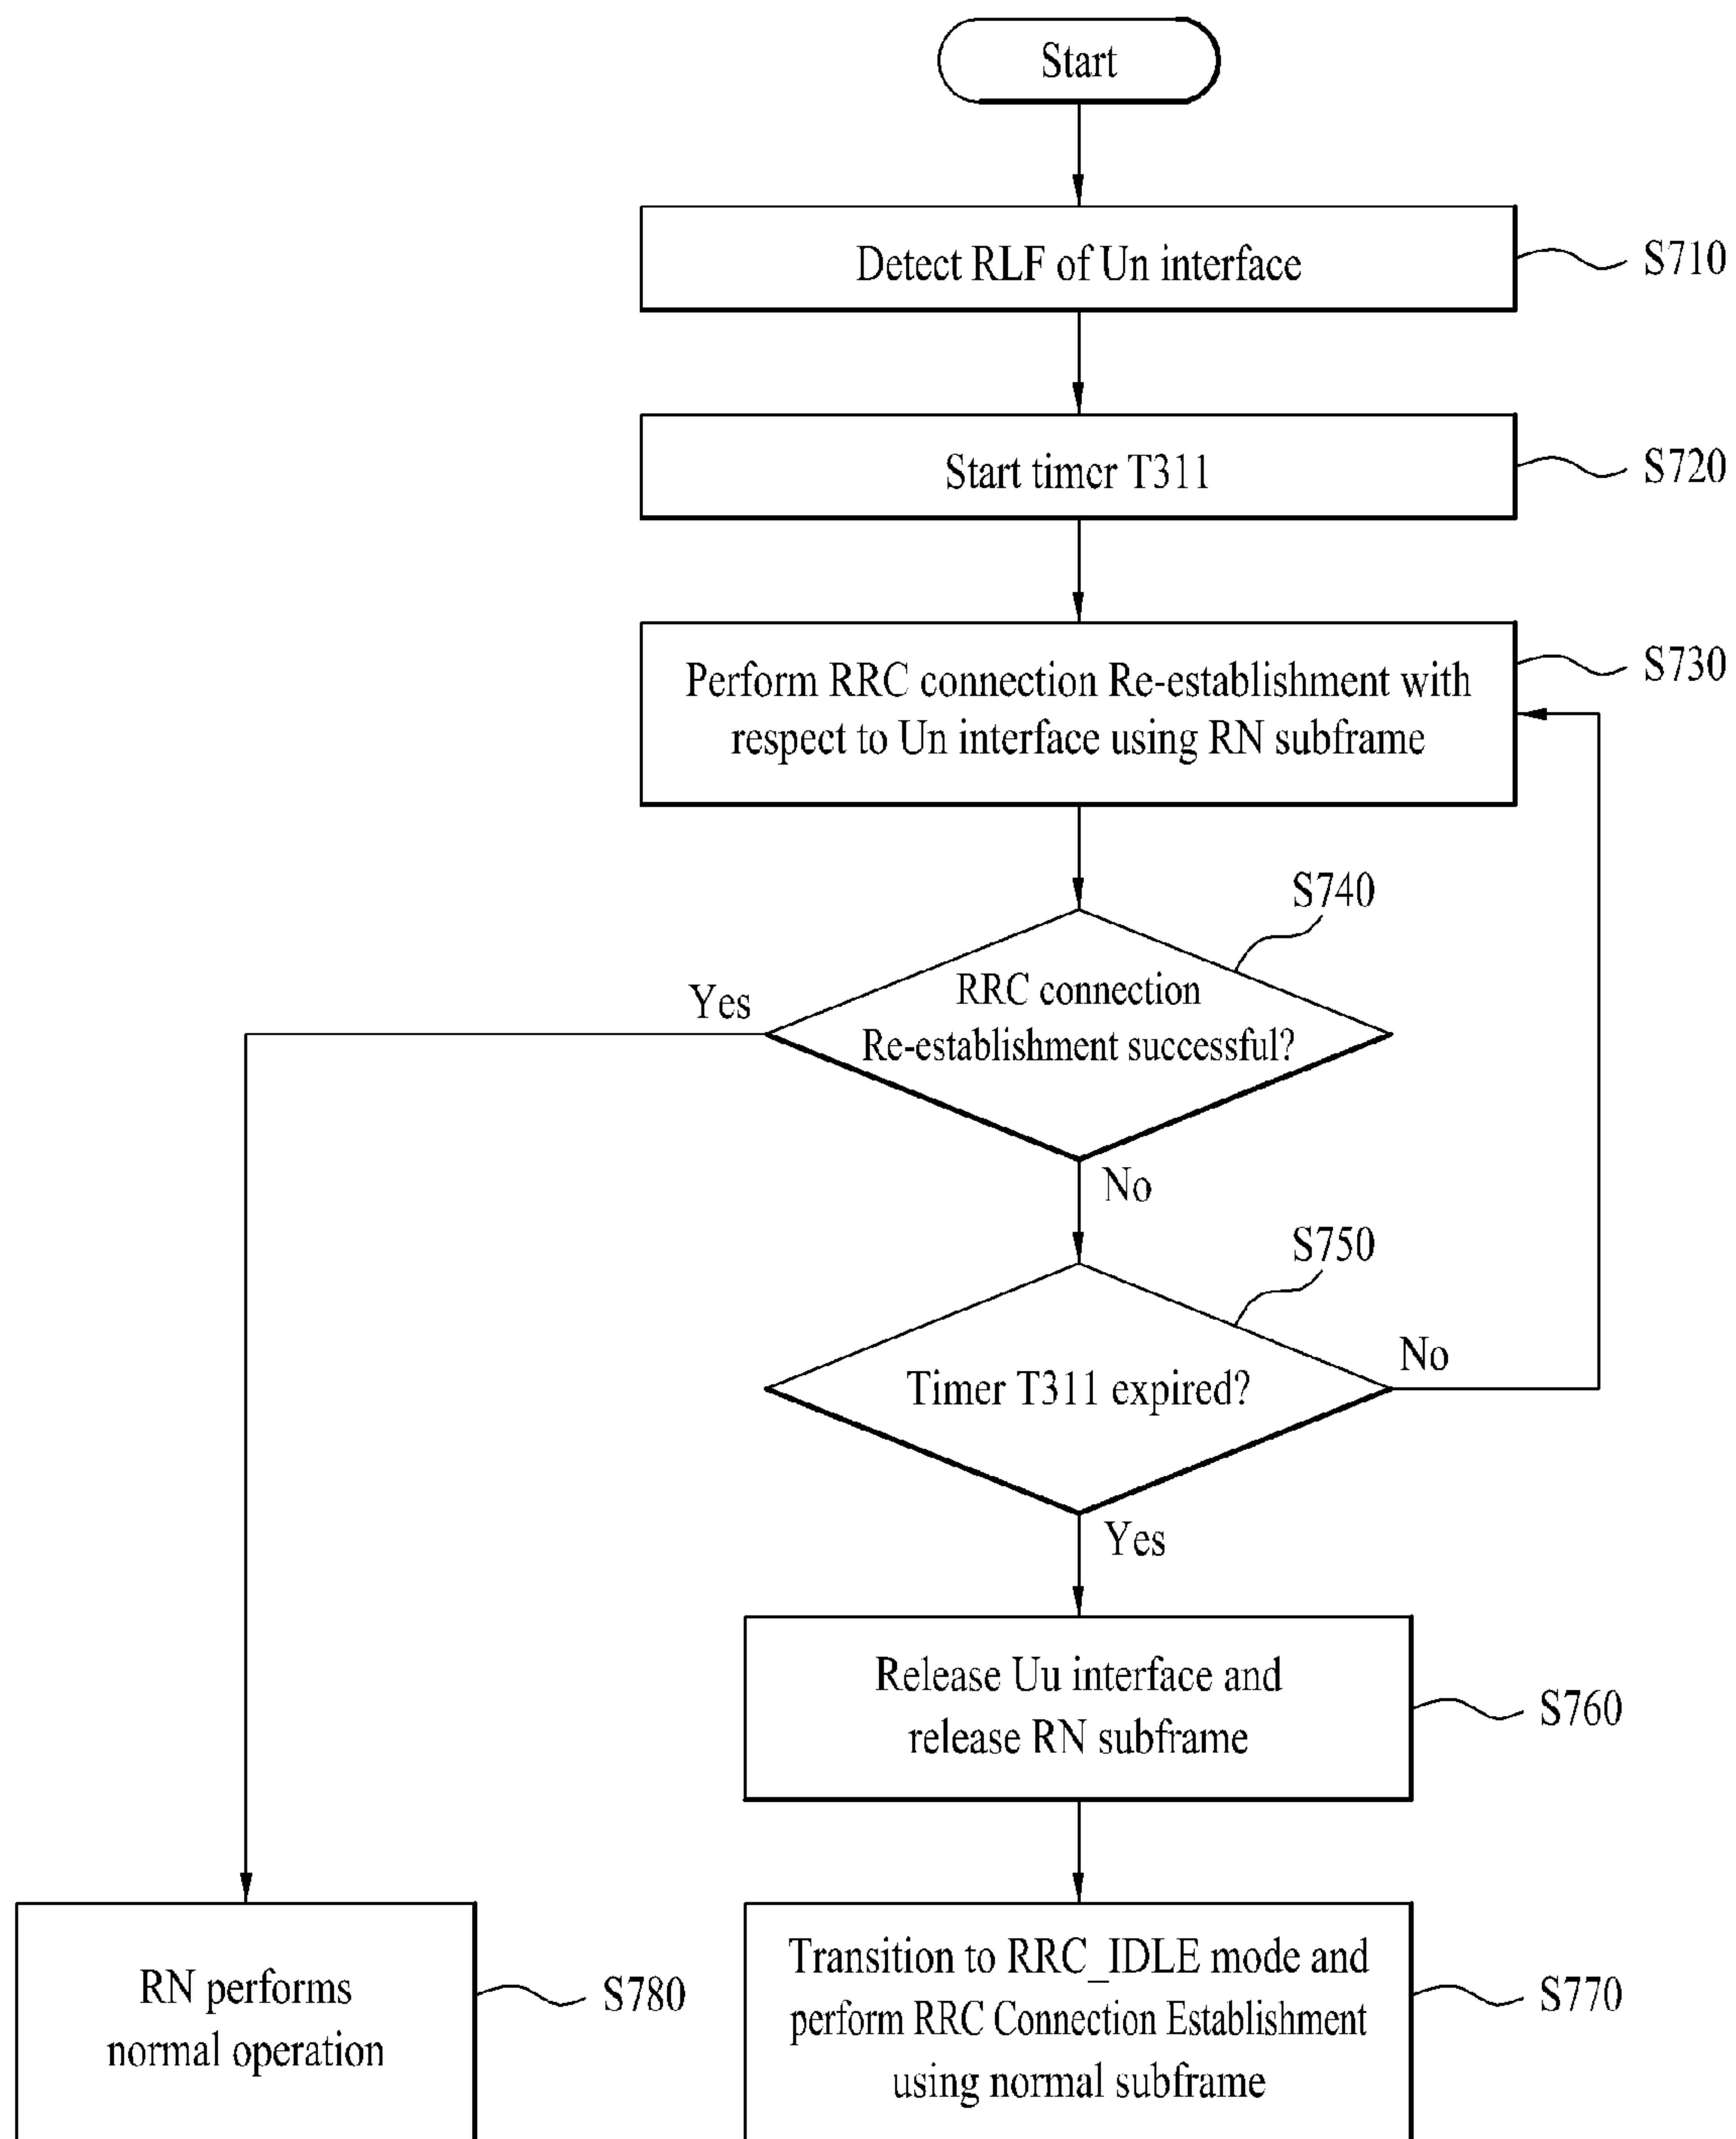 Start
Detect RLF of Un interface
S710
Start timer T311
S720
Perform RRC connection Re-establishment with
respect to Un interface using RN subframe
S730
S740
RRC connection
Re-establishment successful?
Yes
No
S750
Timer T311 expired?
No
Yes
Release Uu interface and
release RN subframe
S760
RN performs
normal operation
S780
Transition to RRC_IDLE mode and
perform RRC Connection Establishment
using normal subframe
S770